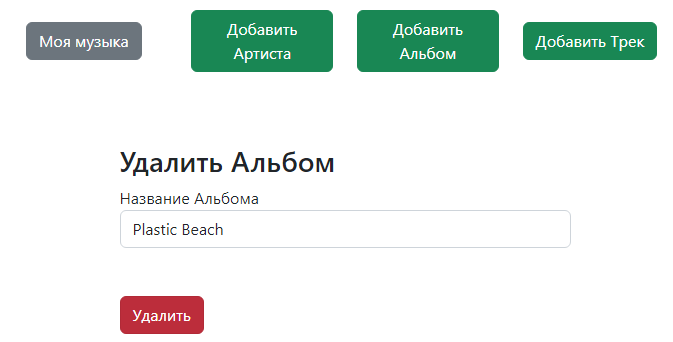 Моя музыка
Добавить
Артиста
Добавить
Альбом
Добавить Трек
Удалить Альбом
Название Альбома
Plastic Beach
Удалить